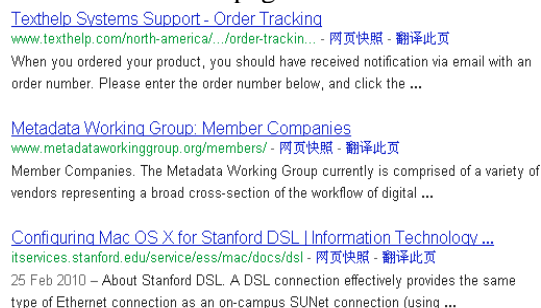 Texthelp Systems Support - Order Tracking
www.texthelp.com/north-america/.../order-trackin... - 网页快照 - 翻译此页
When you ordered your product, you should have received notification via email with an
order number. Please enter the order number below, and click the ...
Metadata Working Group: Member Companies
www.metadataworkinggroup.org/members/ - 网页快照 - 翻译此页
Member Companies. The Metadata Working Group currently is comprised of a variety of
vendors representing a broad cross-section of the workflow of digital ...
Configuring Mac OS X for Stanford DSL | Information Technology ...
itservices.stanford.edu/service/ess/mac/docs/dsl - 网页快照 - 翻译此页
25 Feb 2010 – About Stanford DSL. A DSL connection effectively provides the same
type of Ethernet connection as an on-campus SUNet connection (using ...